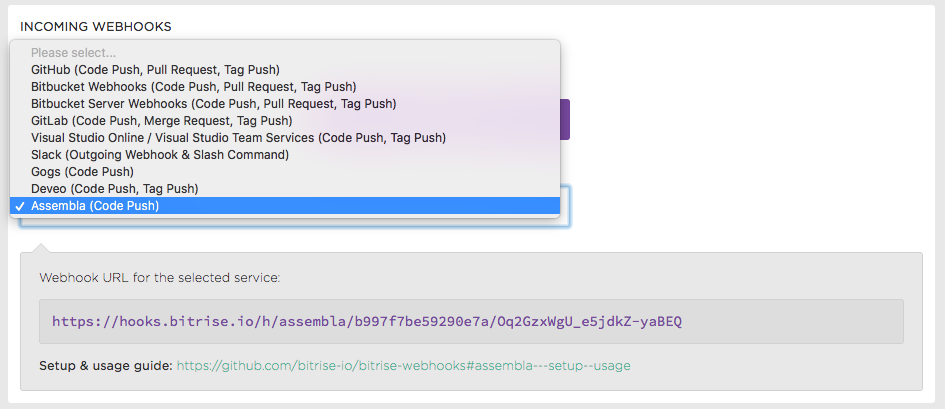 INCOMING WEBHOOKS
Please select...
GitHub (Code Push, Pull Request, Tag Push)
Bitbucket Webhooks (Code Push, Pull Request, Tag Push)
Bitbucket Server Webhooks (Code Push, Pull Request, Tag Push)
GitLab (Code Push, Merge Request, Tag Push)
Visual Studio Online / Visual Studio Team Services (Code Push, Tag Push)
Slack (Outgoing Webhook & Slash Command)
Gogs (Code Push)
Deveo (Code Push, Tag Push)
✓ Assembla (Code Push)
Webhook URL for the selected service:
https://hooks.bitrise.io/h/assembla/b997f7be59290e7a/Oq2GzxWgU_e5jdkZ-yaBEQ
Setup & usage guide: https://github.com/bitrise-io/bitrise-webhooks#assembla---setup--usage